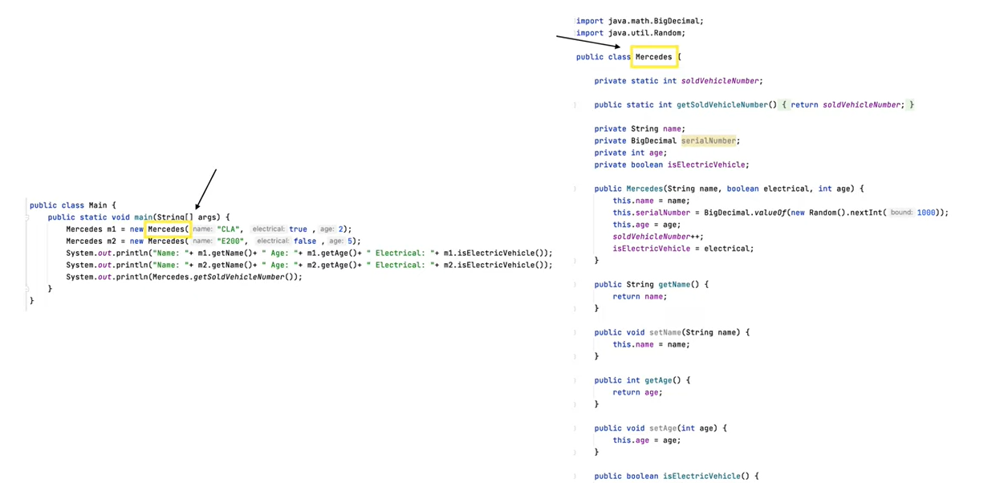 public class Main {
public static void main(String[] args) {
Mercedes m1 = new Mercedes( name: "CLA", electrical: true , age: 2);
Mercedes m2 = new Mercedes( name: "E200", electrical: false , age: 5);
System.out.println("Name: "+ m1.getName()+ " Age: "+ m1.getAge()+ " Electrical: "+ m1.isElectricVehicle());
System.out.println("Name: "+ m2.getName()+ " Age: "+ m2.getAge()+ " Electrical: "+ m2.isElectricVehicle());
System.out.println(Mercedes.getSoldVehicleNumber());
}
}
import java.math.BigDecimal;
import java.util.Random;
public class Mercedes {
private static int soldVehicleNumber;
public static int getSoldVehicleNumber() { return soldVehicleNumber; }
private String name;
private BigDecimal serialNumber;
private int age;
private boolean isElectricVehicle;
public Mercedes(String name, boolean electrical, int age) {
this.name = name;
this.serialNumber = BigDecimal.valueOf(new Random().nextInt( bound: 1000));
this.age = age;
soldVehicleNumber++;
isElectricVehicle = electrical;
}
public String getName() {
return name;
}
public void setName(String name) {
this.name = name;
}
public int getAge() {
return age;
}
public void setAge(int age) {
this.age = age;
}
public boolean isElectricVehicle() {